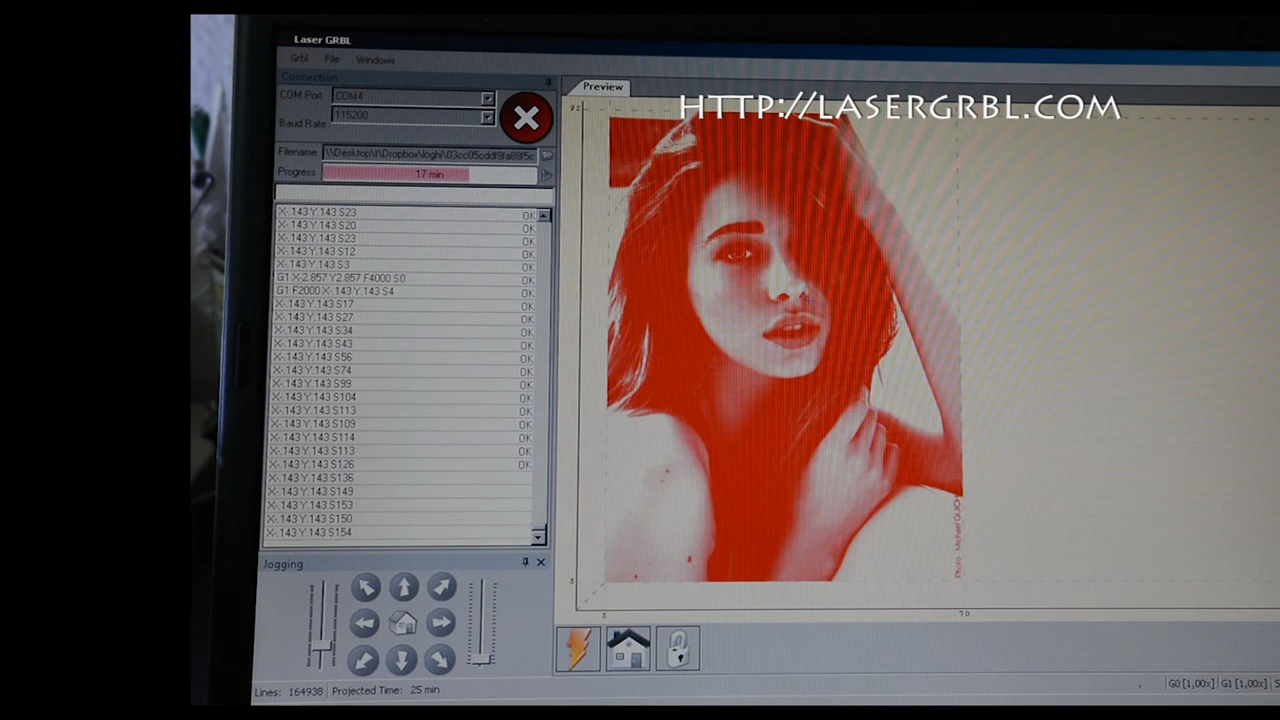 Laser GRBL
Grbl File Windows
Connection
COM Port COM4
Baud Rate 115200
Filename
Progress 17 min
X-.143 Y.143 S23 OK
X-.143 Y.143 S20 OK
X-.143 Y.143 S23 OK
X-.143 Y.143 S12 OK
X-.143 Y.143 S3 OK
G1 X-2.857 Y2.857 F4000 S0 OK
G1 F2000 X-.143 Y.143 S4 OK
X-.143 Y.143 S17 OK
X-.143 Y.143 S27 OK
X-.143 Y.143 S34 OK
X-.143 Y.143 S43 OK
X-.143 Y.143 S56 OK
X-.143 Y.143 S74 OK
X-.143 Y.143 S99 OK
X-.143 Y.143 S104 OK
X-.143 Y.143 S113 OK
X-.143 Y.143 S109 OK
X-.143 Y.143 S114 OK
X-.143 Y.143 S113 OK
X-.143 Y.143 S126 OK
X-.143 Y.143 S136
X-.143 Y.143 S149
X-.143 Y.143 S153
X-.143 Y.143 S150
X-.143 Y.143 S154
Jogging
Lines: 164938 Projected Time: 25 min
Preview
HTTP://LASERGRBL.COM
92
5
5 70
Photo Michael
G0 [1,00x] G1 [1,00x]